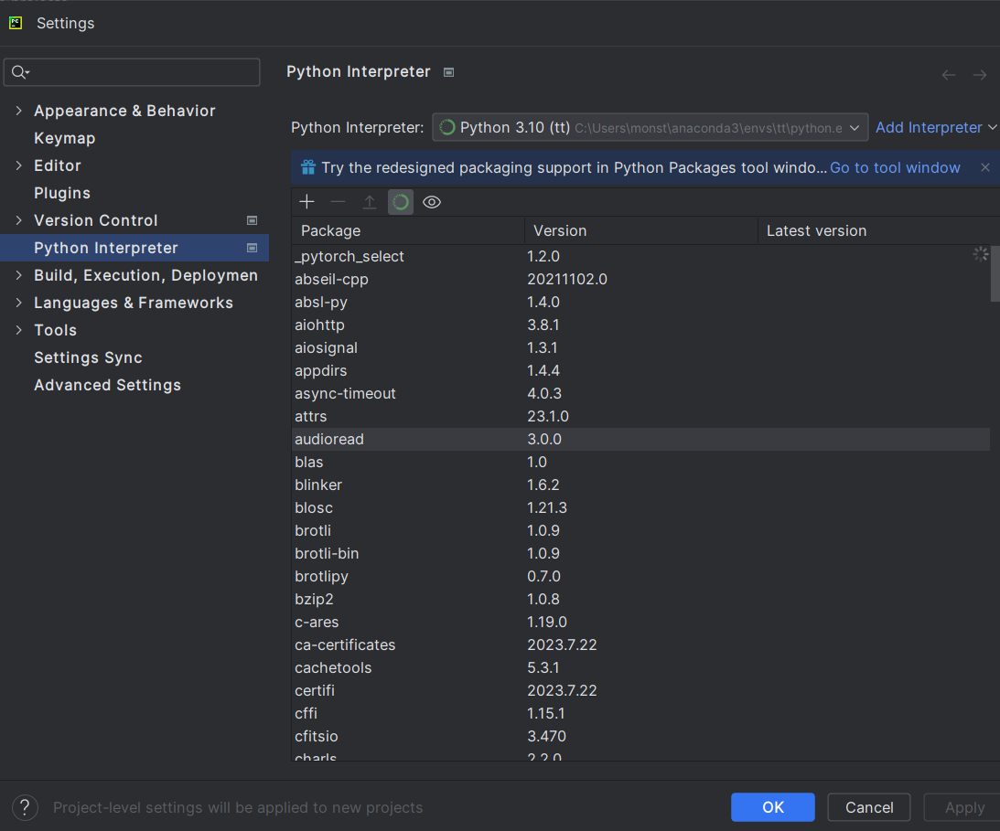 Settings
Python Interpreter
Appearance & Behavior
Keymap
Editor
Plugins
Version Control
Python Interpreter
Build, Execution, Deploymen
Languages & Frameworks
Tools
Settings Sync
Advanced Settings
Python Interpreter: Python 3.10 (tt) C:\Users\monst\anaconda3\envs\tt\python.e Add Interpreter
Try the redesigned packaging support in Python Packages tool windo... Go to tool window
Package Version Latest version
_pytorch_select 1.2.0
abseil-cpp 20211102.0
absl-py 1.4.0
aiohttp 3.8.1
aiosignal 1.3.1
appdirs 1.4.4
async-timeout 4.0.3
attrs 23.1.0
audioread 3.0.0
blas 1.0
blinker 1.6.2
blosc 1.21.3
brotli 1.0.9
brotli-bin 1.0.9
brotlipy 0.7.0
bzip2 1.0.8
c-ares 1.19.0
ca-certificates 2023.7.22
cachetools 5.3.1
certifi 2023.7.22
cffi 1.15.1
cfitsio 3.470
charls 2.2.0
? Project-level settings will be applied to new projects
OK Cancel Apply